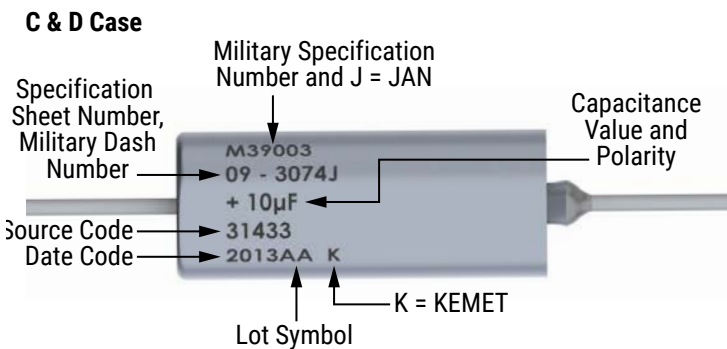 C & D Case
Military Specification
Number and J = JAN
Specification
Sheet Number,
Military Dash
Number
Capacitance
Value and
Polarity
M39003
09 - 3074J
+ 10µF
31433
2013AA K
Source Code
Date Code
K = KEMET
Lot Symbol